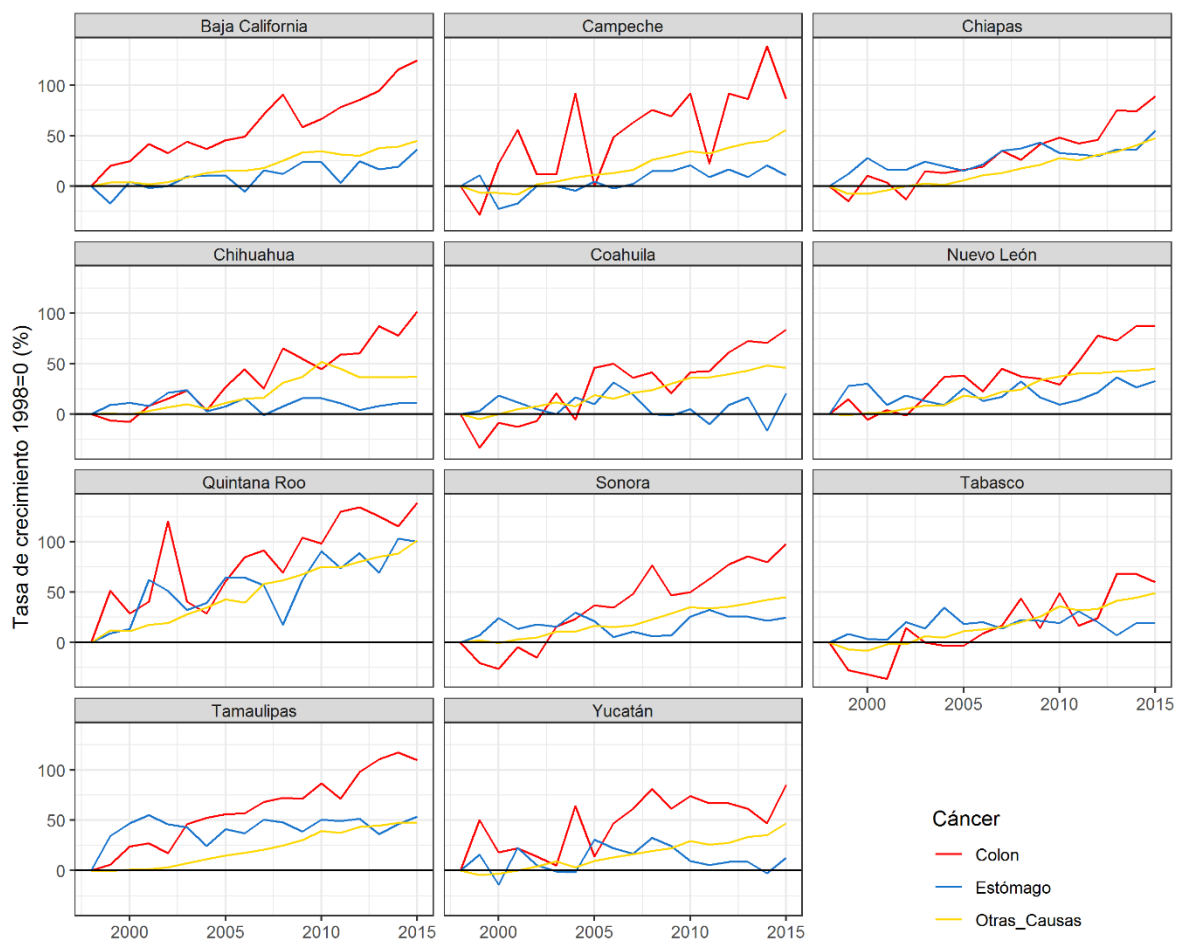 Baja California
Campeche
Chiapas
100
50
0
Chihuahua
Coahuila
Nuevo León
100
50
0
Tasa de crecimiento 1998=0 (%)
Quintana Roo
Sonora
Tabasco
100
50
0
2000 2005 2010 2015
Tamaulipas
Yucatán
100
50
0
2000 2005 2010 2015
2000 2005 2010 2015
Cáncer
Colon
Estómago
Otras_Causas